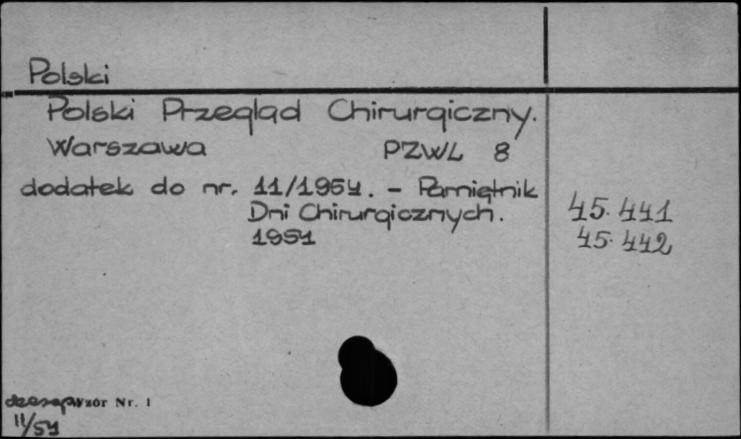 Polski
Polski Przegląd Chirurgiczny.
Warszawa PZWL 8
dodatek do nr. 11/1954. - Pamiętnik
Dni Chirurgicznych.
1951
45.441
45.442
Wzór Nr. 1
11/54